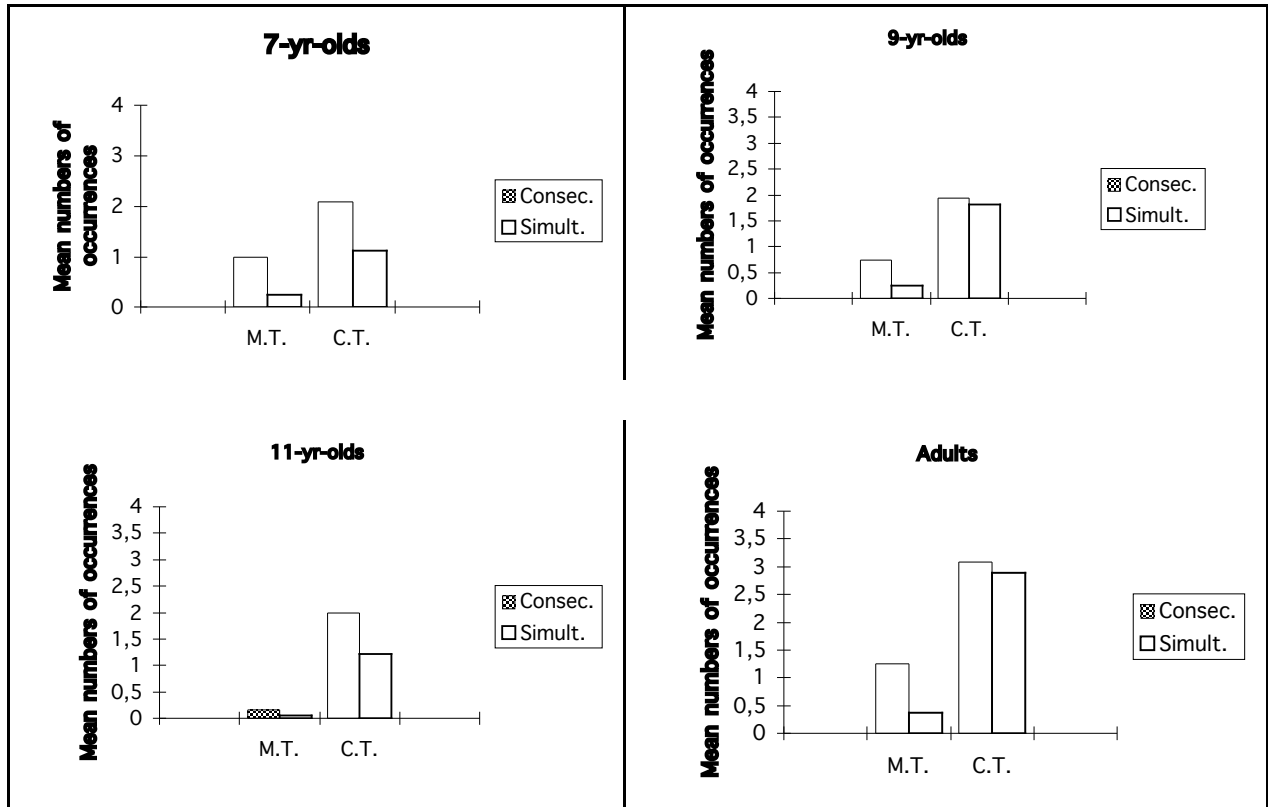 7-yr-olds
Mean numbers of
occurrences
4
3
2
1
0
M.T. C.T.
Consec.
Simult.
9-yr-olds
Mean numbers of occurrences
4
3,5
3
2,5
2
1,5
1
0,5
0
M.T. C.T.
Consec.
Simult.
11-yr-olds
Mean numbers of occurrences
4
3,5
3
2,5
2
1,5
1
0,5
0
M.T. C.T.
Consec.
Simult.
Adults
Mean numbers of occurrences
4
3,5
3
2,5
2
1,5
1
0,5
0
M.T. C.T.
Consec.
Simult.